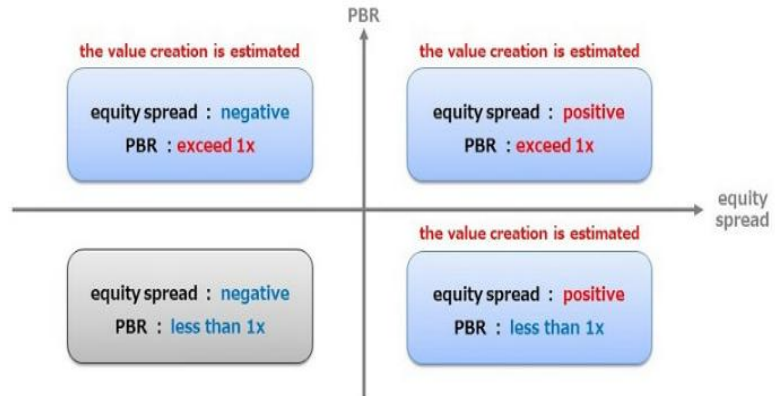 PBR
the value creation is estimated
equity spread : negative
PBR : exceed 1x
the value creation is estimated
equity spread : positive
PBR : exceed 1x
equity
spread
equity spread : negative
PBR : less than 1x
the value creation is estimated
equity spread : positive
PBR : less than 1x